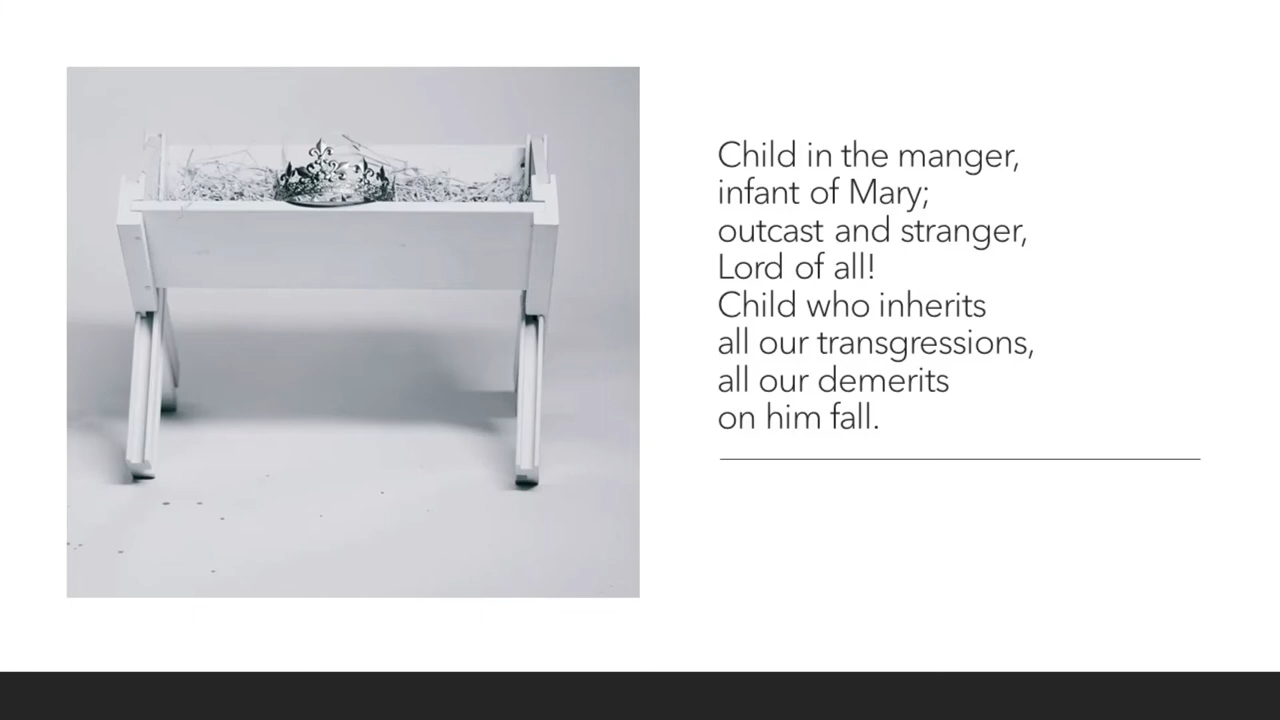 Child in the manger,
infant of Mary;
outcast and stranger,
Lord of all!
Child who inherits
all our transgressions,
all our demerits
on him fall.